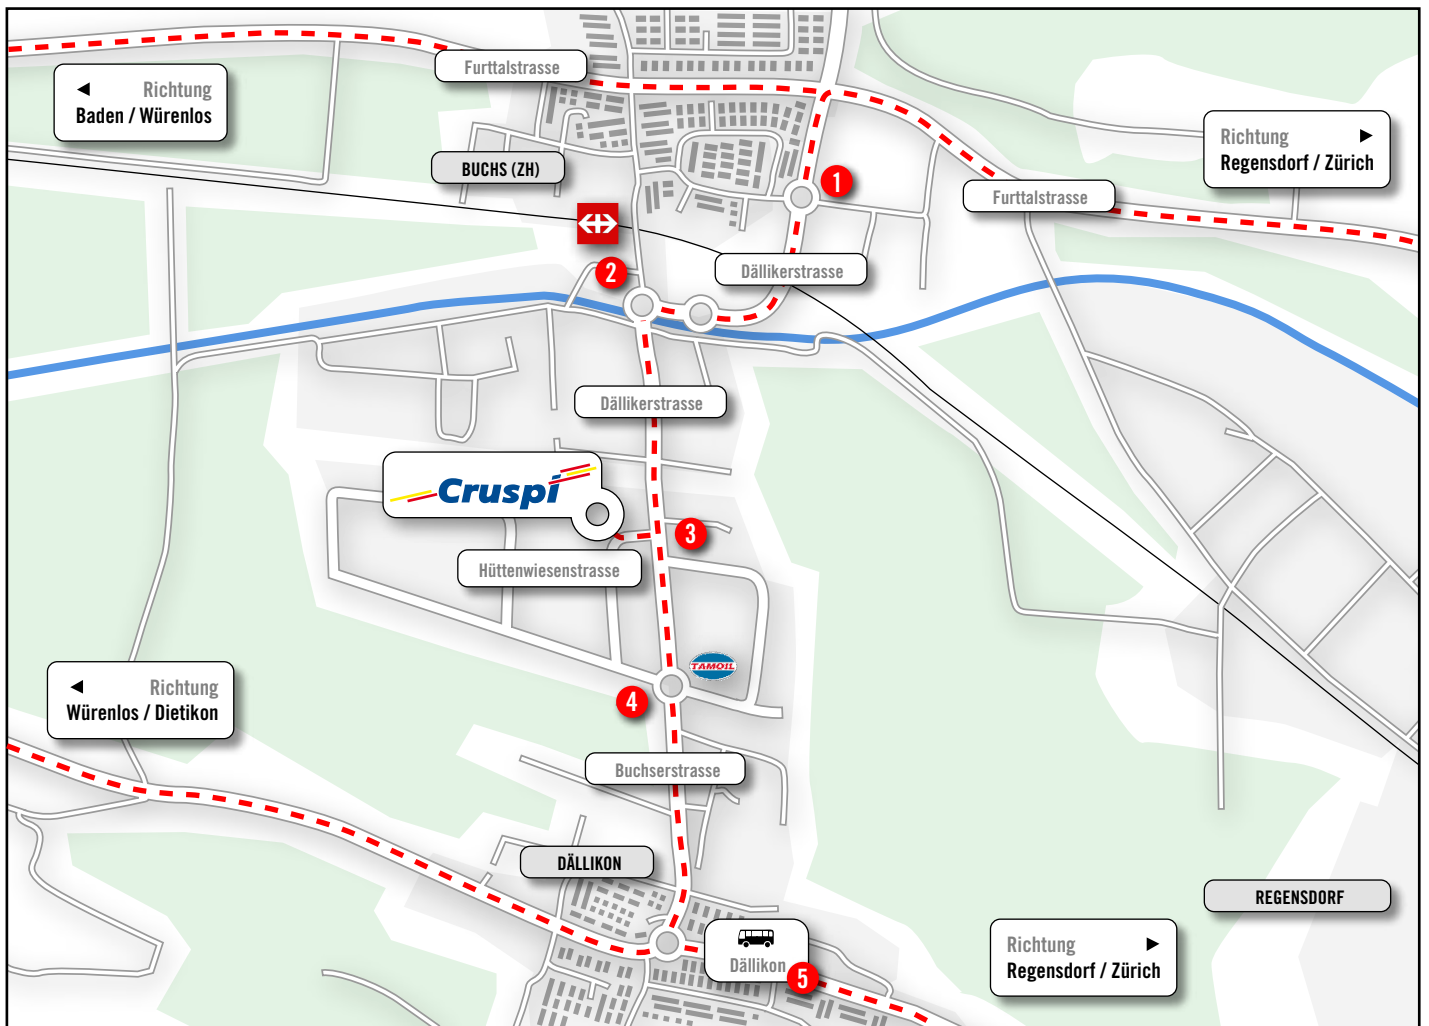 Furttalstrasse
Richtung
Baden / Würenlos
Richtung
Regensdorf / Zürich
BUCHS (ZH)
1
Furttalstrasse
2
Dällikerstrasse
Dällikerstrasse
Cruspi
3
Hüttenwiesenstrasse
TAMOIL
Richtung
Würenlos / Dietikon
4
Buchserstrasse
DÄLLIKON
REGENSDORF
Richtung
Regensdorf / Zürich
Dällikon
5